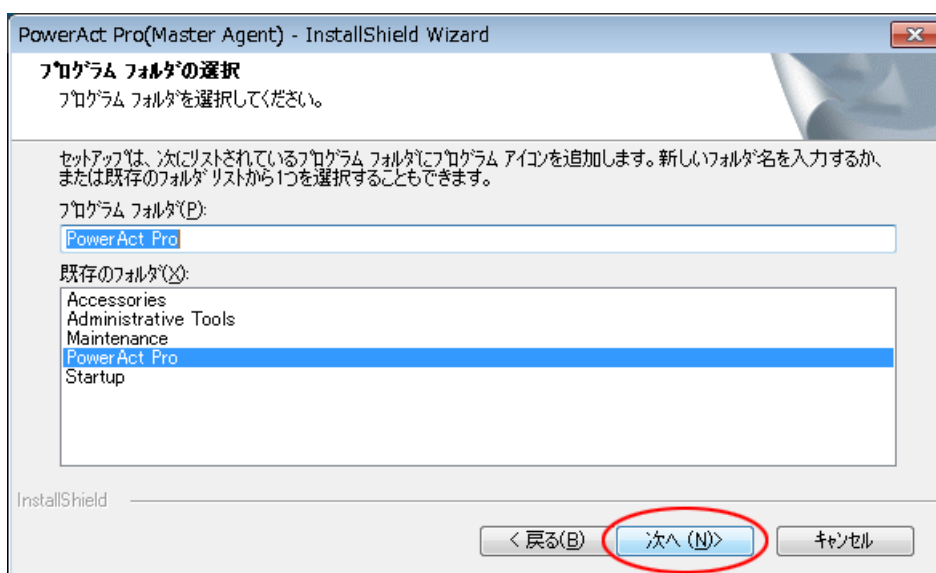 PowerAct Pro(Master Agent) - InstallShield Wizard
プログラム フォルダの選択
プログラム フォルダを選択してください。
セットアップは、次にリストされているプログラム フォルダにプログラム アイコンを追加します。新しいフォルダ名を入力するか、
または既存のフォルダ リストから1つを選択することもできます。
プログラム フォルダ(P):
PowerAct Pro
既存のフォルダ(X):
Accessories
Administrative Tools
Maintenance
PowerAct Pro
Startup
InstallShield
< 戻る(B) 次へ (N)> キャンセル